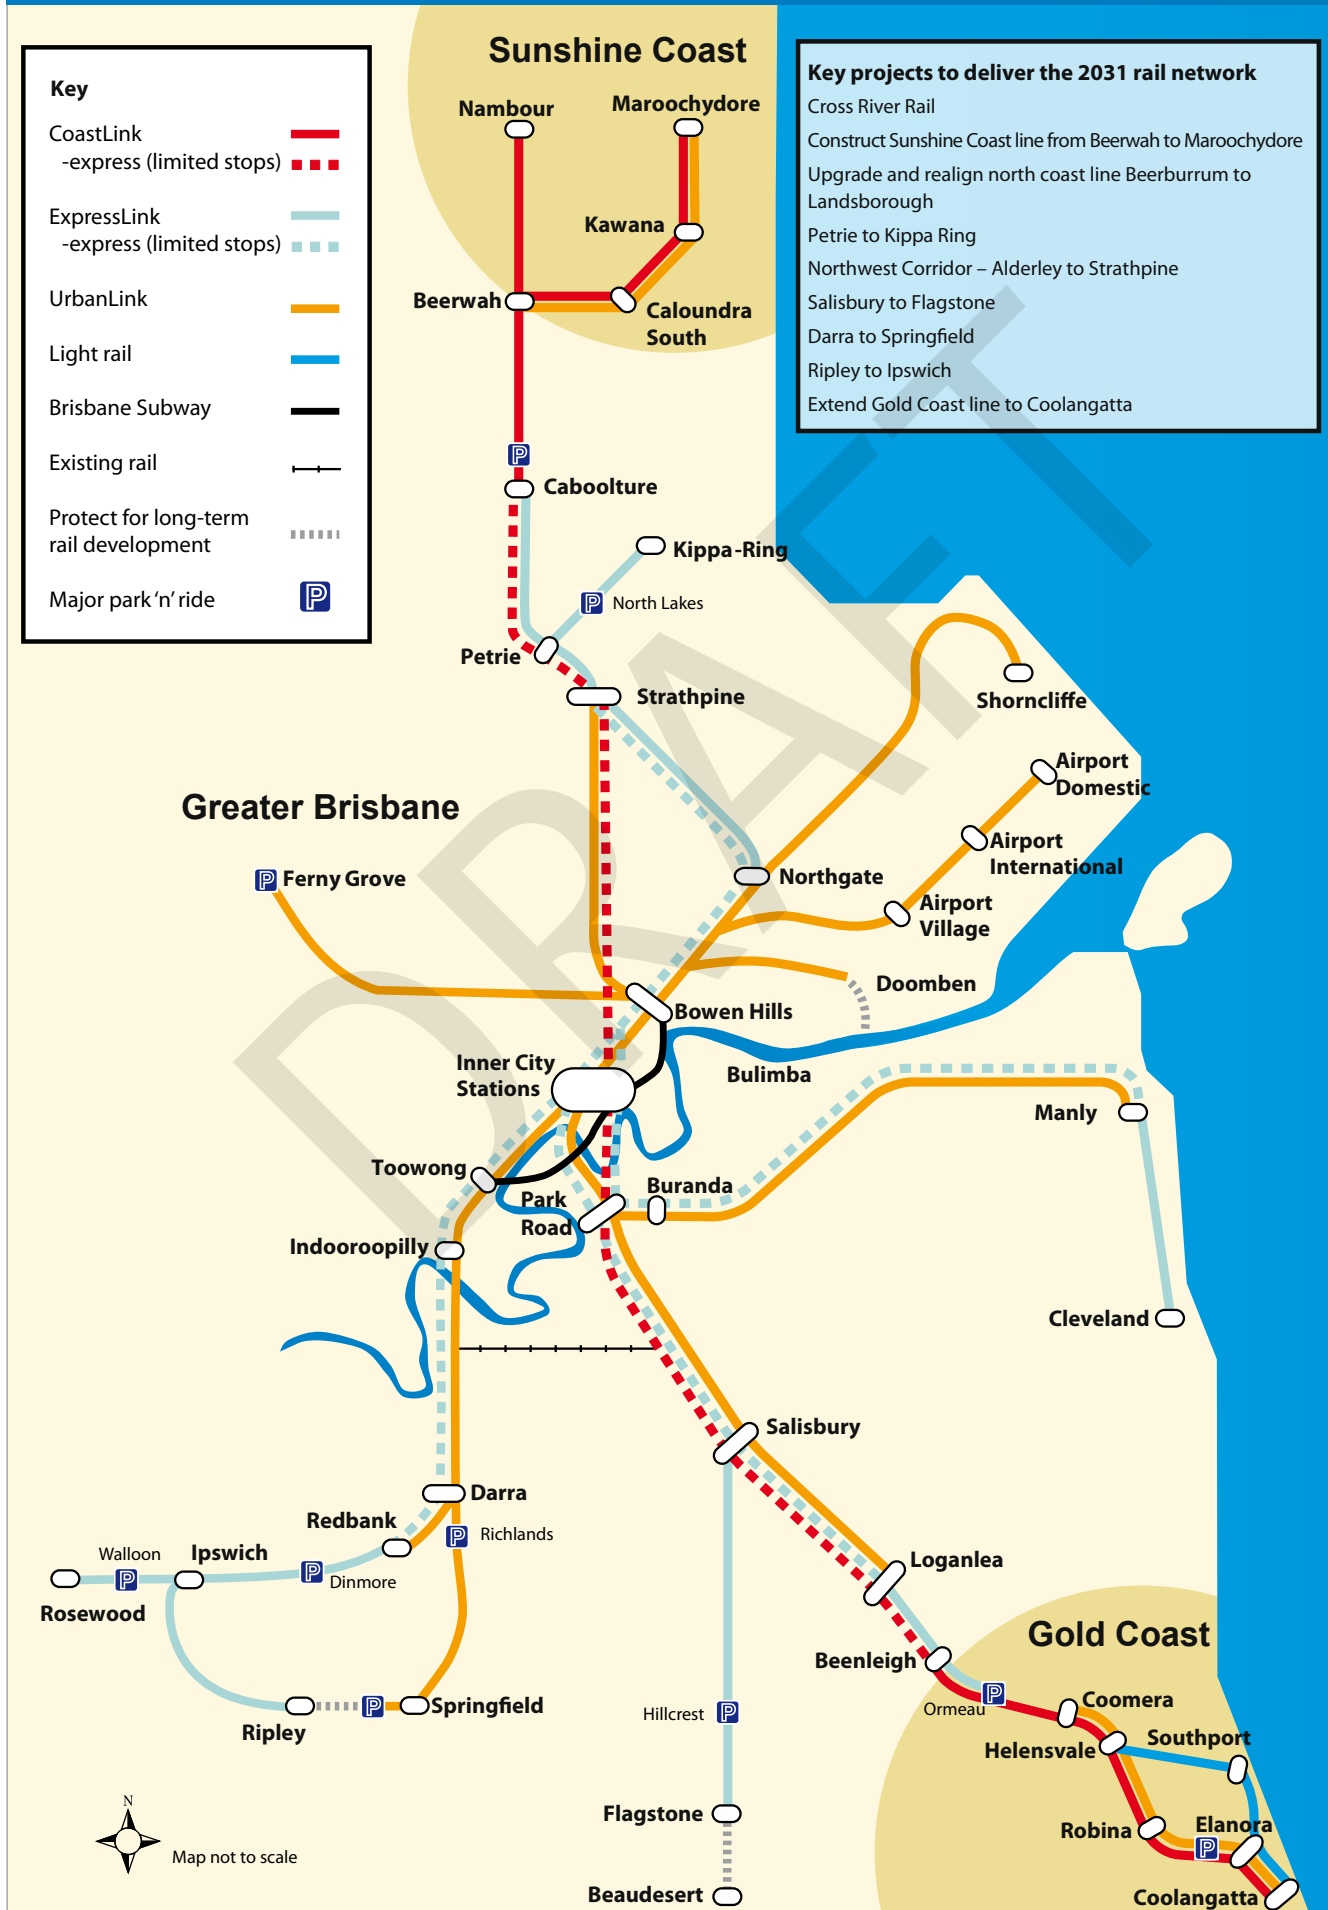 Sunshine Coast
Key
CoastLink
-express (limited stops)
ExpressLink
-express (limited stops)
UrbanLink
Light rail
Brisbane Subway
Existing rail
Protect for long-term
rail development
Major park 'n' ride
P
Key projects to deliver the 2031 rail network
Cross River Rail
Construct Sunshine Coast line from Beerwah to Maroochydore
Upgrade and realign north coast line Beerburrum to
Landsborough
Petrie to Kippa Ring
Northwest Corridor – Alderley to Strathpine
Salisbury to Flagstone
Darra to Springfield
Ripley to Ipswich
Extend Gold Coast line to Coolangatta
Nambour
Maroochydore
Kawana
Beerwah
Caloundra
South
P
Caboolture
Kippa-Ring
P North Lakes
Petrie
Strathpine
Shorncliffe
Airport
Domestic
Greater Brisbane
Airport
International
P Ferny Grove
Northgate
Airport
Village
Doomben
Bowen Hills
Inner City
Stations
Bulimba
Manly
Toowong
Buranda
Park
Road
Indooroopilly
Cleveland
Salisbury
Darra
Redbank
P Richlands
Walloon
P
Ipswich
P
Dinmore
Rosewood
Loganlea
Gold Coast
Beenleigh
P
Ormeau
Coomera
Springfield
P
Ripley
Hillcrest P
Helensvale
Southport
Flagstone
Robina
Elanora
P
N
Map not to scale
Beaudesert
Coolangatta
DRAFT